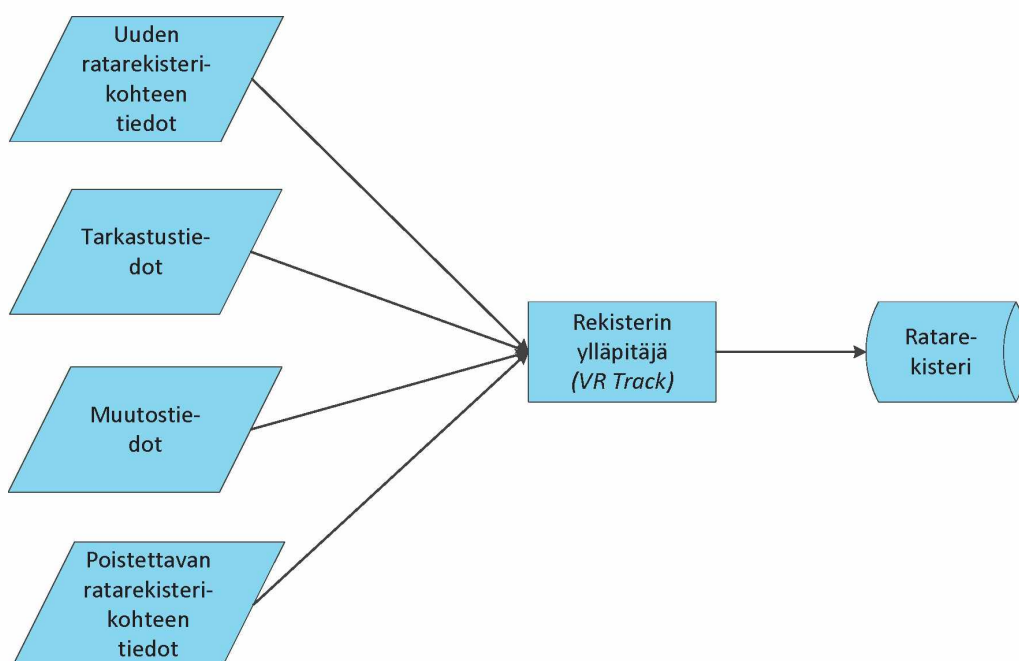 Uuden
ratarekisteri-
kohteen
tiedot
Tarkastustie-
dot
Muutostie-
dot
Poistettavan
ratarekisteri-
kohteen
tiedot
Rekisterin
ylläpitäjä
(VR Track)
Ratare-
kisteri